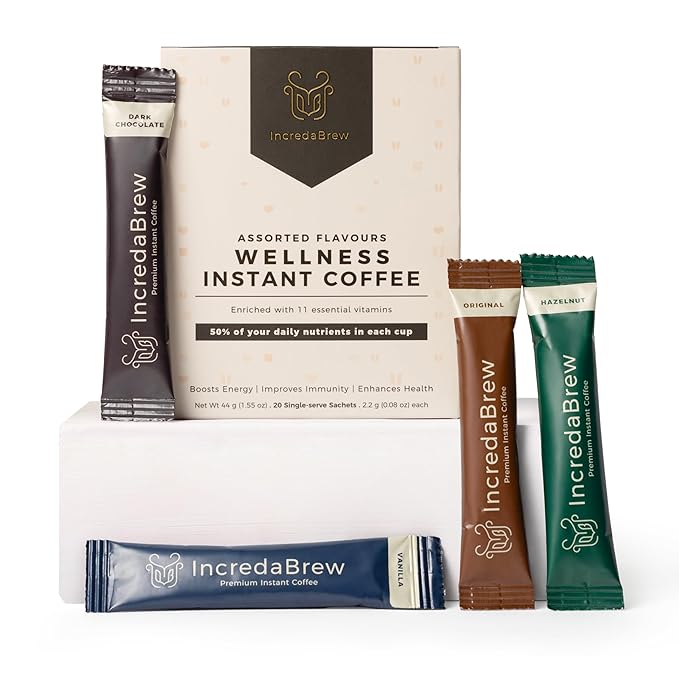 IncredaBrew
ASSORTED FLAVOURS
WELLNESS
INSTANT COFFEE
Enriched with 11 essential vitamins
50% of your daily nutrients in each cup
Boosts Energy | Improves Immunity | Enhances Health
Net Wt 44 g (1.55 oz) . 20 Single-serve Sachets . 2.2 g (0.08 oz) each
DARK
CHOCOLATE
IncredaBrew
Premium Instant Coffee
ORIGINAL
IncredaBrew
Premium Instant Coffee
HAZELNUT
IncredaBrew
Premium Instant Coffee
IncredaBrew
Premium Instant Coffee
VANILLA